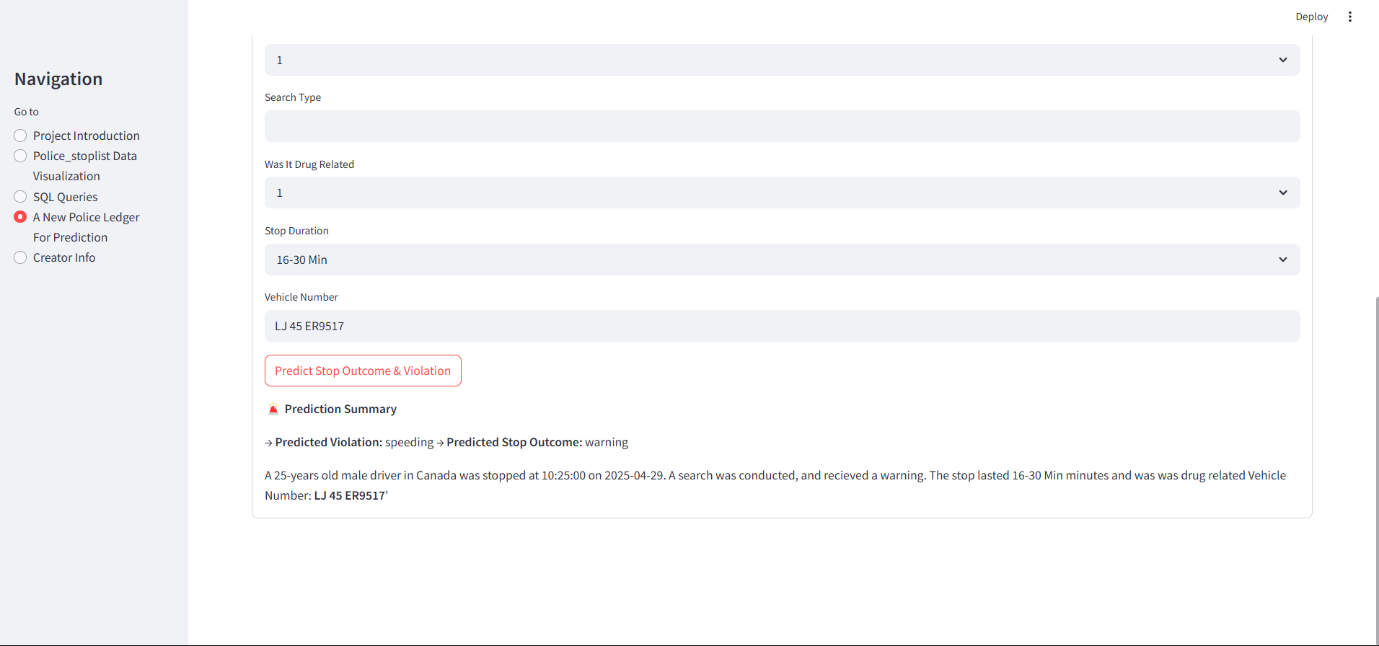 Deploy
Navigation
Go to
Project Introduction
Police_stoplist Data
Visualization
SQL Queries
A New Police Ledger
For Prediction
Creator Info
1
Search Type
Was It Drug Related
1
Stop Duration
16-30 Min
Vehicle Number
LJ 45 ER9517
Predict Stop Outcome & Violation
🚨 Prediction Summary
→ Predicted Violation: speeding → Predicted Stop Outcome: warning
A 25-years old male driver in Canada was stopped at 10:25:00 on 2025-04-29. A search was conducted, and recieved a warning. The stop lasted 16-30 Min minutes and was was drug related Vehicle
Number: LJ 45 ER9517'